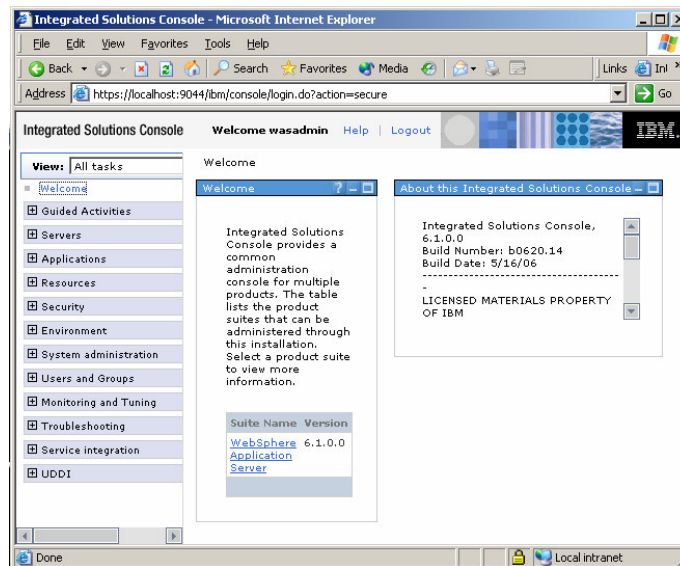 Integrated Solutions Console - Microsoft Internet Explorer
File Edit View Favorites Tools Help
Back Search Favorites Media Links
Address https://localhost:9044/ibm/console/login.do?action=secure Go
Integrated Solutions Console Welcome wasadmin Help | Logout IBM.
View: All tasks
Welcome
Guided Activities
Servers
Applications
Resources
Security
Environment
System administration
Users and Groups
Monitoring and Tuning
Troubleshooting
Service integration
UDDI
Welcome
Welcome
Integrated Solutions
Console provides a
common
administration
console for multiple
products. The table
lists the product
suites that can be
administered through
this installation.
Select a product suite
to view more
information.
Suite Name Version
WebSphere 6.1.0.0
Application
Server
About this Integrated Solutions Console
Integrated Solutions Console,
6.1.0.0
Build Number: b0620.14
Build Date: 5/16/06
----------------------------------------
-
LICENSED MATERIALS PROPERTY
OF IBM
Done Local intranet